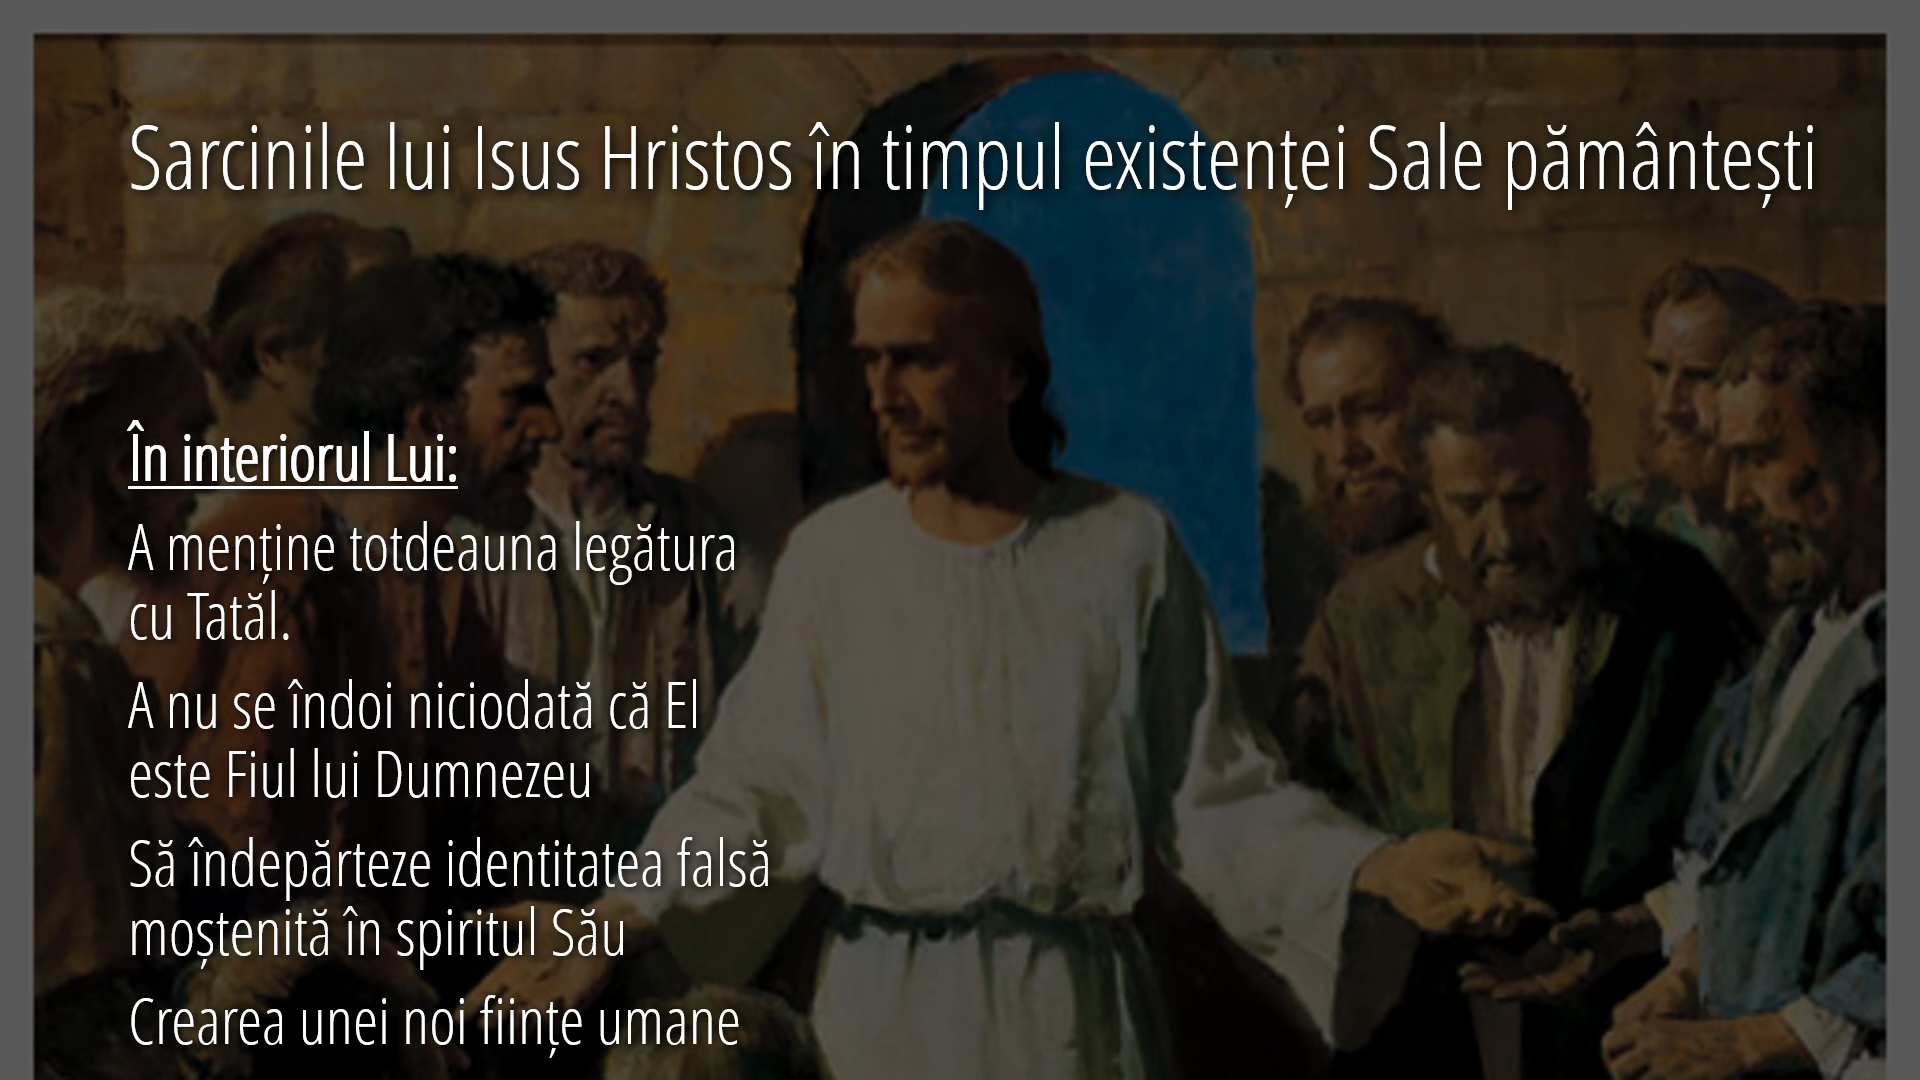 Sarcinile lui Isus Hristos în timpul existenței Sale pământești
În interiorul Lui:
A menține totdeauna legătura
cu Tatăl.
A nu se îndoi niciodată că El
este Fiul lui Dumnezeu
Să îndepărteze identitatea falsă
moștenită în spiritul Său
Crearea unei noi ființe umane